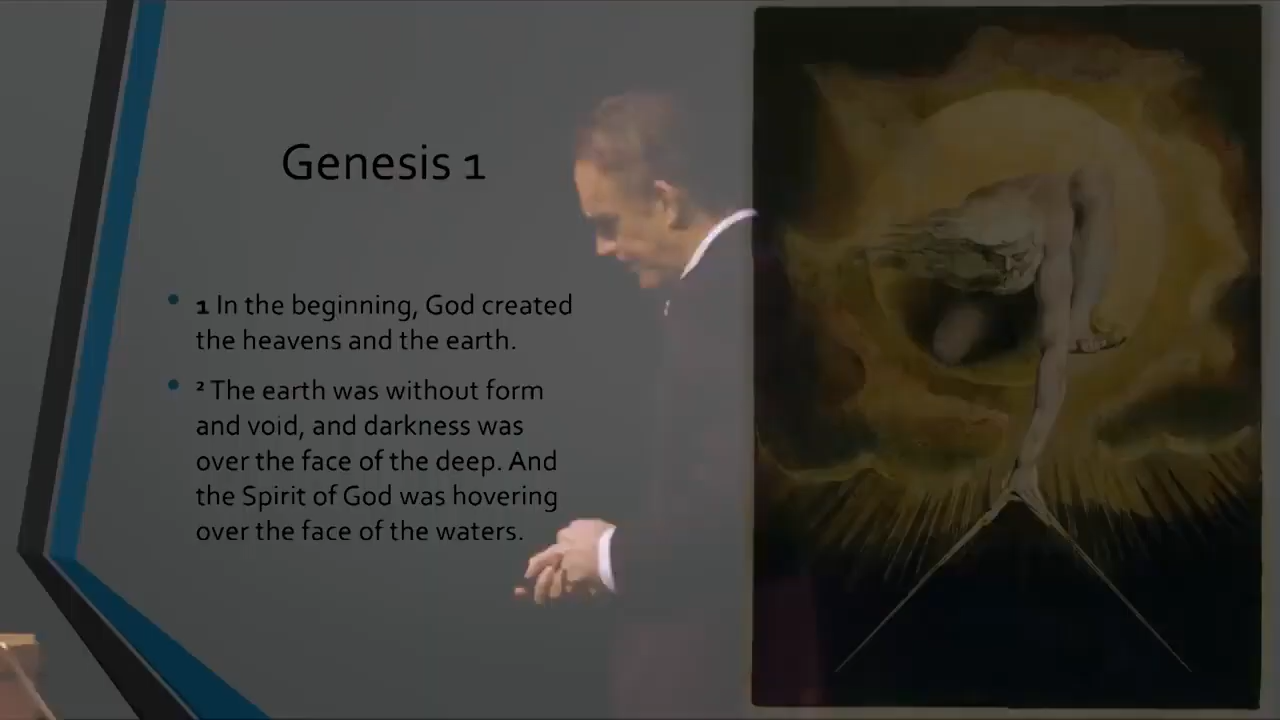 Genesis 1
1 In the beginning, God created
the heavens and the earth.
² The earth was without form
and void, and darkness was
over the face of the deep. And
the Spirit of God was hovering
over the face of the waters.